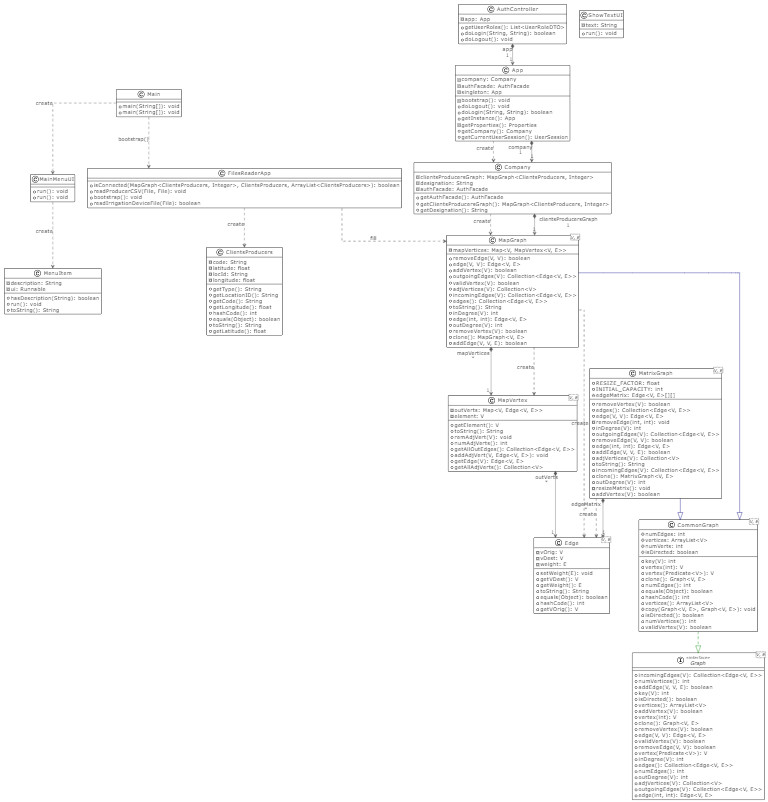 AuthController
app: App
getUserRoles(): List<UserRoleDTO>
doLogin(String, String): boolean
doLogout(): void
ShowTextUI
text: String
run(): void
app
1
App
company: Company
authFacade: AuthFacade
singleton: App
bootstrap(): void
doLogout(): void
doLogin(String, String): boolean
getInstance(): App
getProperties(): Properties
getCompany(): Company
getCurrentUserSession(): UserSession
Main
main(String[]): void
main(String[]): void
create
bootstrap()
create
company
1
MainMenuUI
run(): void
run(): void
FilesReaderApp
isConnected(MapGraph<ClienteProducers, Integer>, ClienteProducers, ArrayList<ClienteProducers>): boolean
readProducerCSV(File, File): void
bootstrap(): void
readIrrigationDeviceFile(File): boolean
Company
clienteProducersGraph: MapGraph<ClienteProducers, Integer>
designation: String
authFacade: AuthFacade
getAuthFacade(): AuthFacade
getClienteProducersGraph(): MapGraph<ClienteProducers, Integer>
getDesignation(): String
create
create
create
clienteProducersGraph
1
MenuItem
description: String
ui: Runnable
hasDescription(String): boolean
run(): void
toString(): String
ClienteProducers
code: String
latitude: float
locId: String
longitude: float
getType(): String
getLocationID(): String
getCode(): String
getLongitude(): float
hashCode(): int
equals(Object): boolean
toString(): String
getLatitude(): float
MapGraph
V, E
mapVertices: Map<V, MapVertex<V, E>>
removeEdge(V, V): boolean
edge(V, V): Edge<V, E>
addVertex(V): boolean
outgoingEdges(V): Collection<Edge<V, E>>
validVertex(V): boolean
adjVertices(V): Collection<V>
incomingEdges(V): Collection<Edge<V, E>>
edges(): Collection<Edge<V, E>>
toString(): String
inDegree(V): int
edge(int, int): Edge<V, E>
outDegree(V): int
removeVertex(V): boolean
clone(): MapGraph<V, E>
addEdge(V, V, E): boolean
mapVertices
*
1
create
create
MapVertex
V, E
outVerts: Map<V, Edge<V, E>>
element: V
getElement(): V
toString(): String
remAdjVert(V): void
numAdjVerts(): int
getAllOutEdges(): Collection<Edge<V, E>>
addAdjVert(V, Edge<V, E>): void
getEdge(V): Edge<V, E>
getAllAdjVerts(): Collection<V>
outVerts
*
1
MatrixGraph
V, E
RESIZE_FACTOR: float
INITIAL_CAPACITY: int
edgeMatrix: Edge<V, E>[][]
removeVertex(V): boolean
edges(): Collection<Edge<V, E>>
edge(V, V): Edge<V, E>
removeEdge(int, int): void
inDegree(V): int
outgoingEdges(V): Collection<Edge<V, E>>
removeEdge(V, V): boolean
edge(int, int): Edge<V, E>
addEdge(V, V, E): boolean
adjVertices(V): Collection<V>
toString(): String
incomingEdges(V): Collection<Edge<V, E>>
clone(): MatrixGraph<V, E>
outDegree(V): int
resizeMatrix(): void
addVertex(V): boolean
edgeMatrix
*
create
1
Edge
V, E
vOrig: V
vDest: V
weight: E
setWeight(E): void
getVDest(): V
getWeight(): E
toString(): String
equals(Object): boolean
hashCode(): int
getVOrig(): V
CommonGraph
V, E
numEdges: int
vertices: ArrayList<V>
numVerts: int
isDirected: boolean
key(V): int
vertex(int): V
vertex(Predicate<V>): V
clone(): Graph<V, E>
numEdges(): int
equals(Object): boolean
hashCode(): int
vertices(): ArrayList<V>
copy(Graph<V, E>, Graph<V, E>): void
isDirected(): boolean
numVertices(): int
validVertex(V): boolean
«interface»
Graph
V, E
incomingEdges(V): Collection<Edge<V, E>>
numVertices(): int
addEdge(V, V, E): boolean
key(V): int
isDirected(): boolean
vertices(): ArrayList<V>
addVertex(V): boolean
vertex(int): V
clone(): Graph<V, E>
removeVertex(V): boolean
edge(V, V): Edge<V, E>
validVertex(V): boolean
removeEdge(V, V): boolean
vertex(Predicate<V>): V
inDegree(V): int
edges(): Collection<Edge<V, E>>
numEdges(): int
outDegree(V): int
adjVertices(V): Collection<V>
outgoingEdges(V): Collection<Edge<V, E>>
edge(int, int): Edge<V, E>